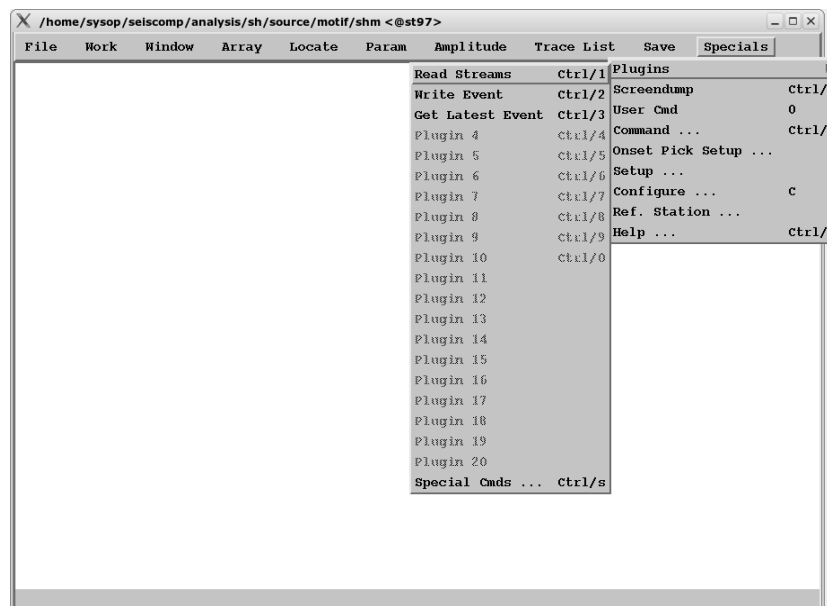 /home/sysop/seiscomp/analysis/sh/source/motif/shm <@st97>
File Work Window Array Locate Param Amplitude Trace List Save Specials
Read Streams Ctrl/1
Write Event Ctrl/2
Get Latest Event Ctrl/3
Plugin 4 Ctrl/4
Plugin 5 Ctrl/5
Plugin 6 Ctrl/6
Plugin 7 Ctrl/7
Plugin 8 Ctrl/8
Plugin 9 Ctrl/9
Plugin 10 Ctrl/0
Plugin 11
Plugin 12
Plugin 13
Plugin 14
Plugin 15
Plugin 16
Plugin 17
Plugin 18
Plugin 19
Plugin 20
Special Cmds ... Ctrl/s
Plugins
Screendump Ctrl/
User Cmd 0
Command ... Ctrl/
Onset Pick Setup ...
Setup ...
Configure ... C
Ref. Station ...
Help ... Ctrl/